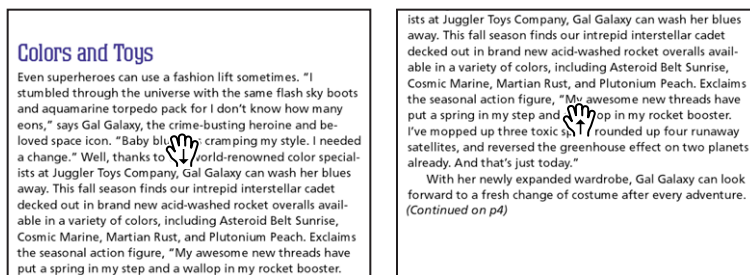 Colors and Toys
Even superheroes can use a fashion lift sometimes. “I
stumbled through the universe with the same flash sky boots
and aquamarine torpedo pack for I don’t know how many
eons,” says Gal Galaxy, the crime-busting heroine and be-
loved space icon. “Baby cramping my style. I needed
a change.” Well, thanks to world-renowned color special-
ists at Juggler Toys Company, Gal Galaxy can wash her blues
away. This fall season finds our intrepid interstellar cadet
decked out in brand new acid-washed rocket overalls avail-
able in a variety of colors, including Asteroid Belt Sunrise,
Cosmic Marine, Martian Rust, and Plutonium Peach. Exclaims
the seasonal action figure, “My awesome new threads have
put a spring in my step and a wallop in my rocket booster.
ists at Juggler Toys Company, Gal Galaxy can wash her blues
away. This fall season finds our intrepid interstellar cadet
decked out in brand new acid-washed rocket overalls avail-
able in a variety of colors, including Asteroid Belt Sunrise,
Cosmic Marine, Martian Rust, and Plutonium Peach. Exclaims
the seasonal action figure, “My awesome new threads have
put a spring in my step and in my rocket booster.
I’ve mopped up three toxic rounded up four runaway
satellites, and reversed the greenhouse effect on two planets
already. And that’s just today.”
With her newly expanded wardrobe, Gal Galaxy can look
forward to a fresh change of costume after every adventure.
(Continued on p4)